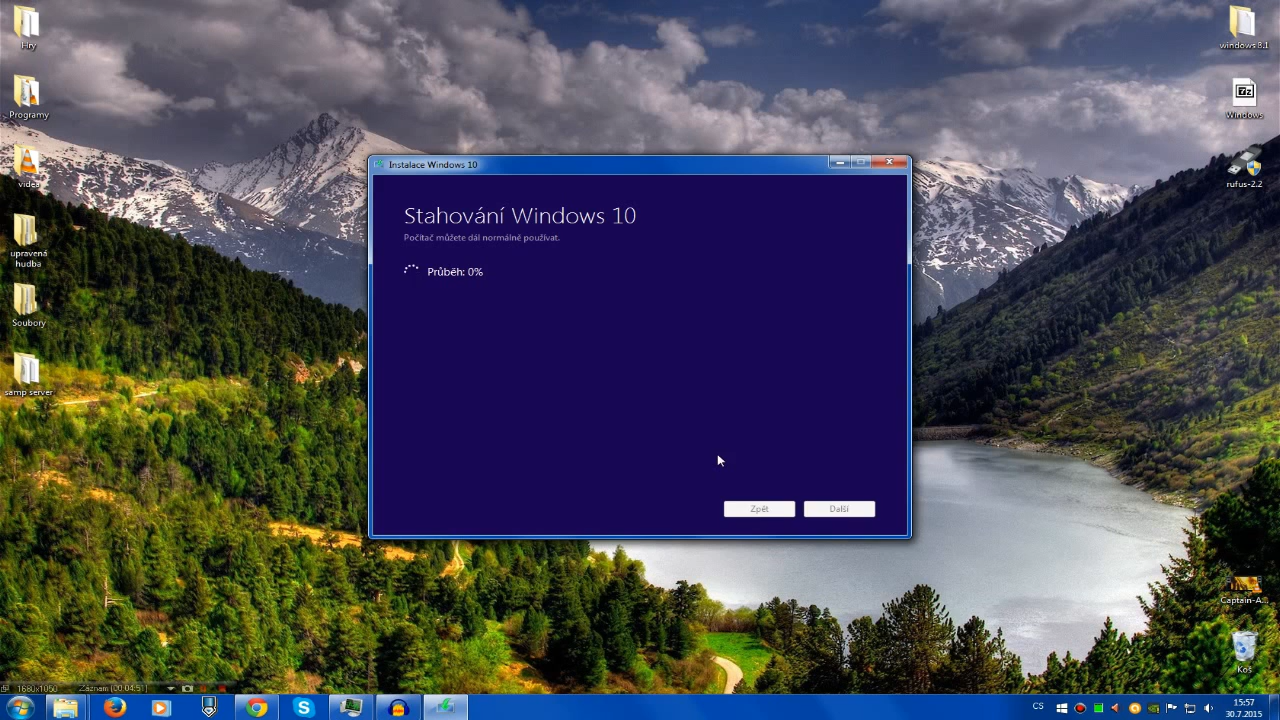 Hry
Programy
videa
upravená
hudba
Soubory
samp server
windows 8.1
Windows
rufus-2.2
Captain-A...
Koš
Instalace Windows 10
Stahování Windows 10
Počítač můžete dál normálně používat.
Průběh: 0%
Zpět
Další
1680x1050
Záznam [00:04:51]
CS
15:57
30.7.2015